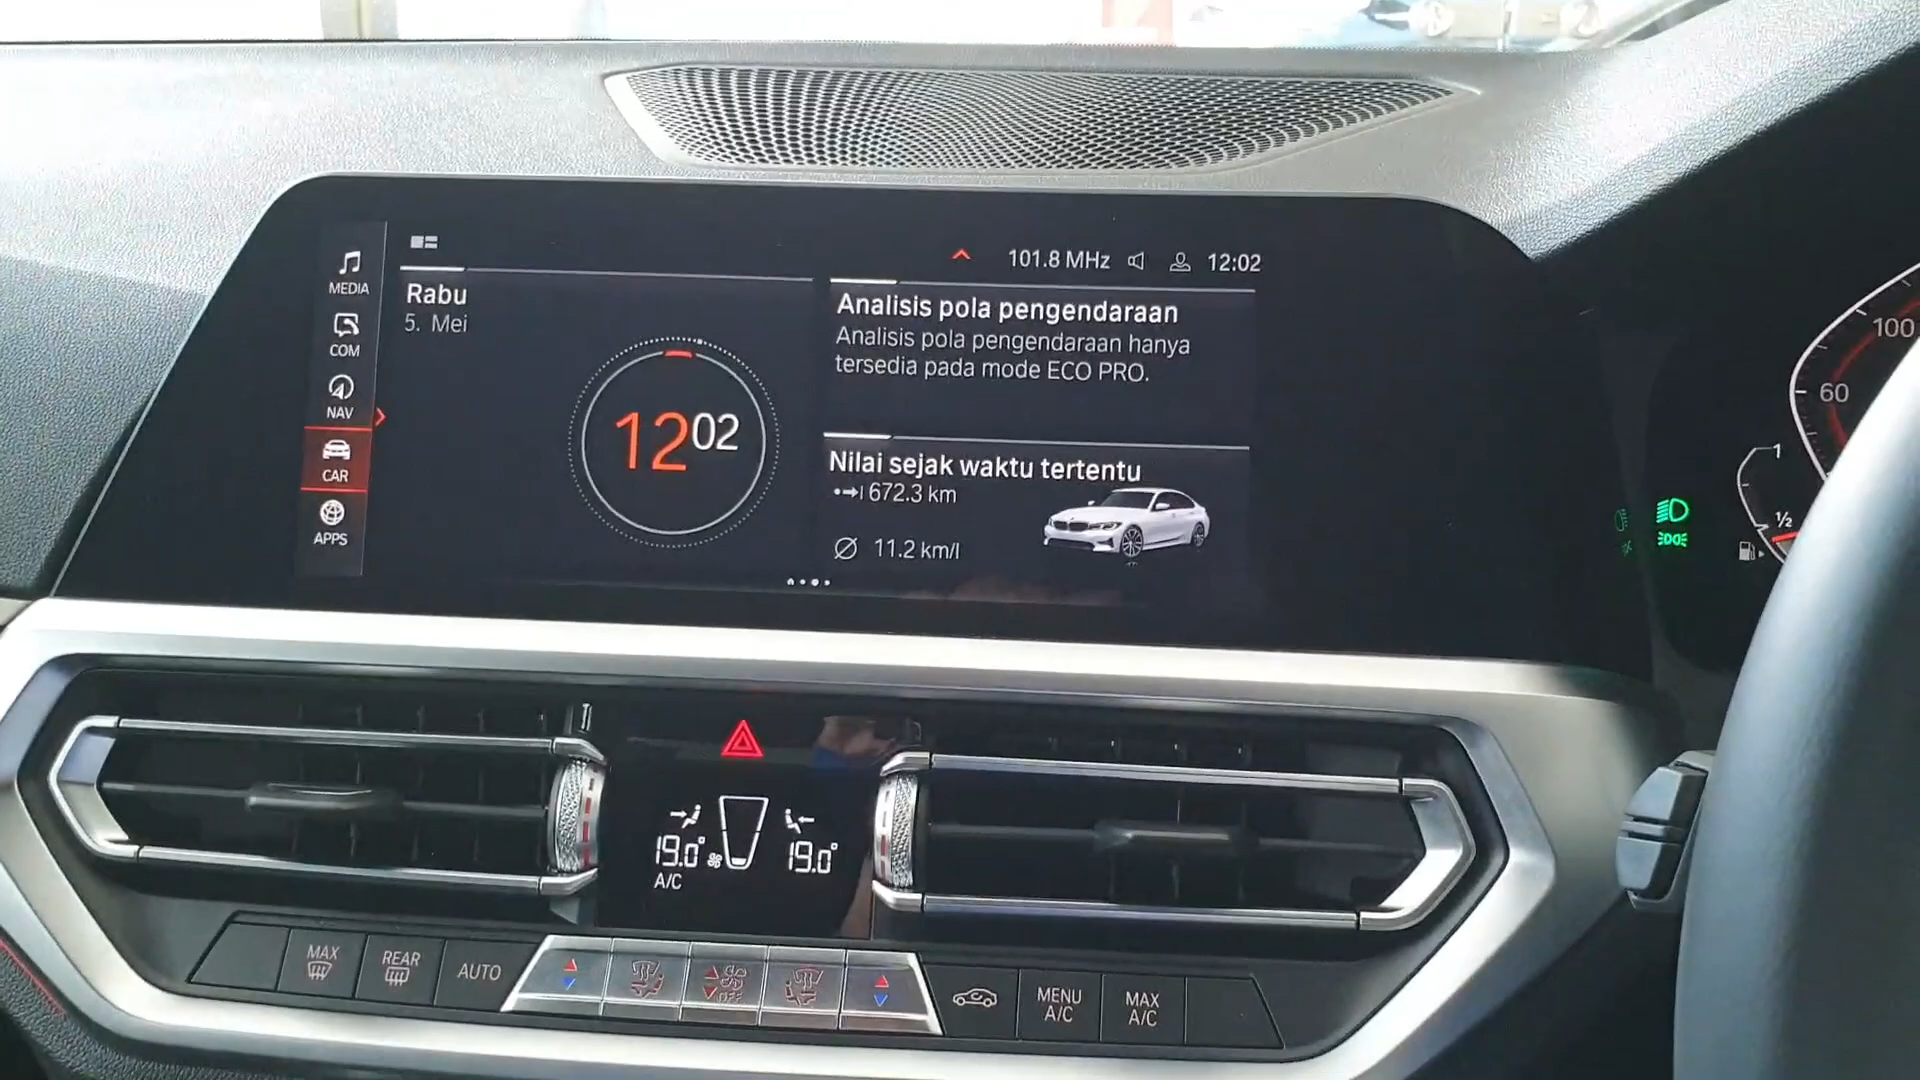 MEDIA
COM
NAV
CAR
APPS
101.8 MHz
12:02
Rabu
5. Mei
1202
Analisis pola pengendaraan
Analisis pola pengendaraan hanya
tersedia pada mode ECO PRO.
Nilai sejak waktu tertentu
672.3 km
Ø 11.2 km/l
100
60
1
1/2
19.0°
A/C
19.0°
MAX
REAR
AUTO
OFF
MENU
A/C
MAX
A/C